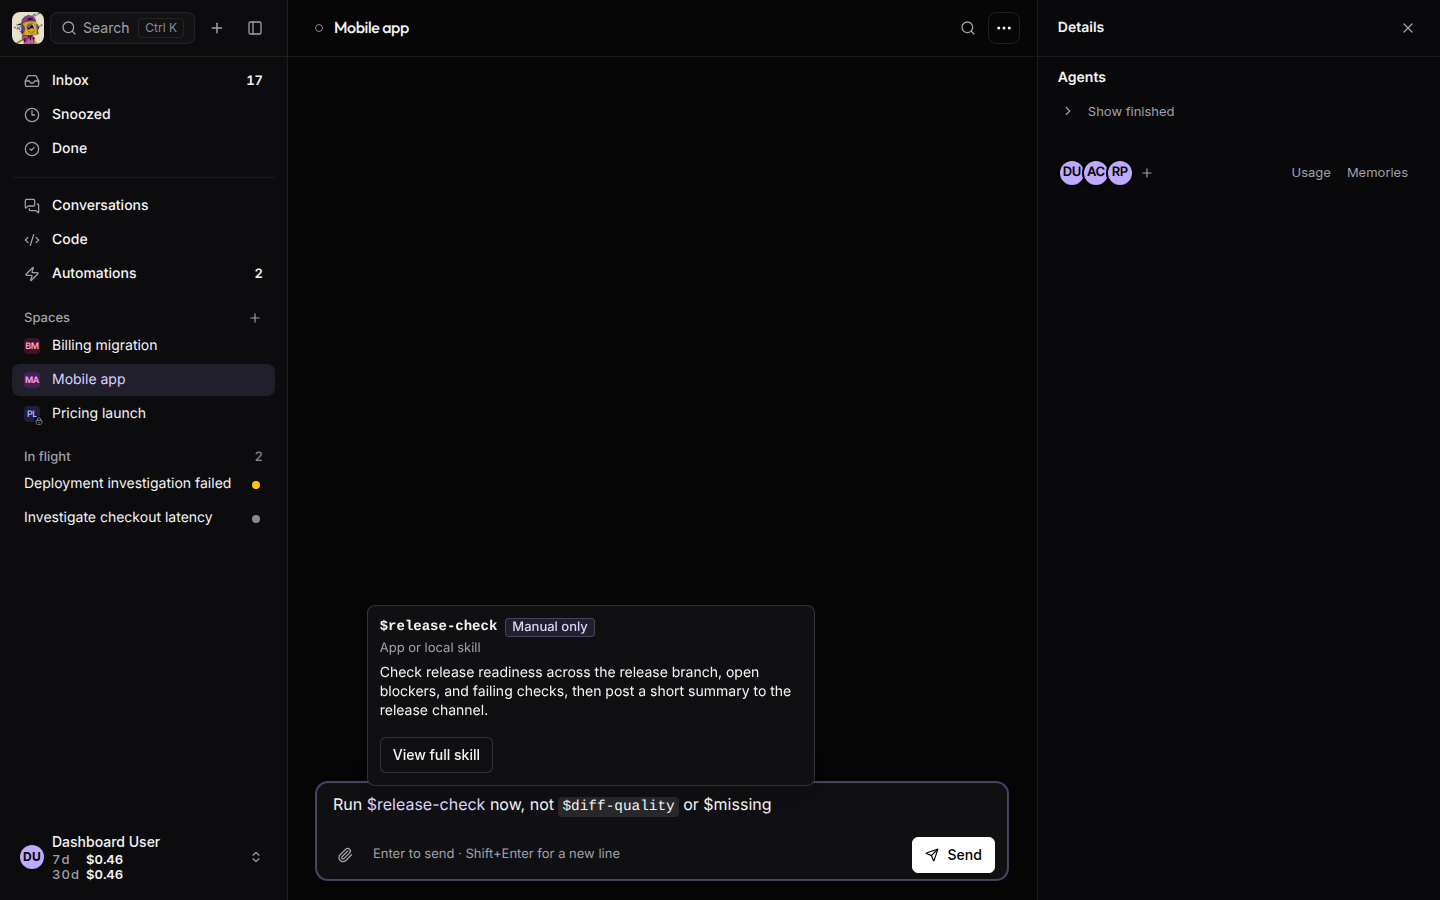 Search Ctrl K
Inbox 17
Snoozed
Done
Conversations
Code
Automations 2
Spaces
BM Billing migration
MA Mobile app
PL Pricing launch
In flight 2
Deployment investigation failed
Investigate checkout latency
DU Dashboard User
7d $0.46
30d $0.46
Mobile app
$release-check Manual only
App or local skill
Check release readiness across the release branch, open
blockers, and failing checks, then post a short summary to the
release channel.
View full skill
Run $release-check now, not $diff-quality or $missing
Enter to send · Shift+Enter for a new line
Send
Details
Agents
Show finished
DU AC RP Usage Memories